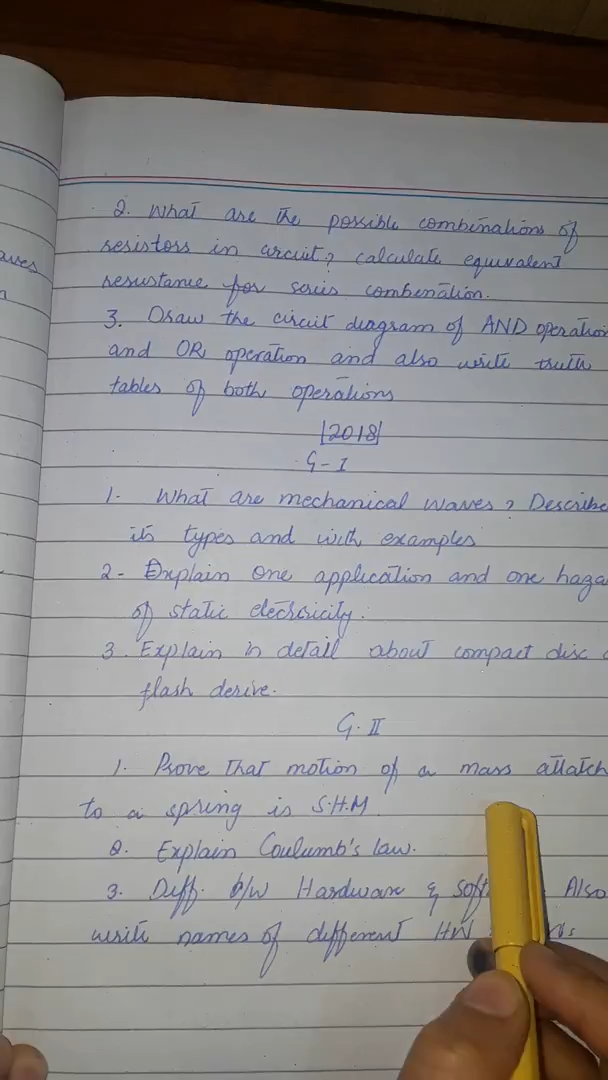 aves
2. What are the possible combinations of
resistors in circuit? calculate equivalent
resustance for series combination.
3. Draw the circuit diagram of AND operation
and OR operation and also write truth
tables of both operations
|2018|
G-I
1. What are mechanical waves? Describe
its types and with examples
2- Explain One application and one haza
of static electricity.
3. Explain in detail about compact disc
flash derive.
G.II
1. Prove that motion of a mass attatch
to a spring is S.H.M
2. Explain Coulumb's law.
3. Diff. b/w Hardware & Soft Also
write names of different HW